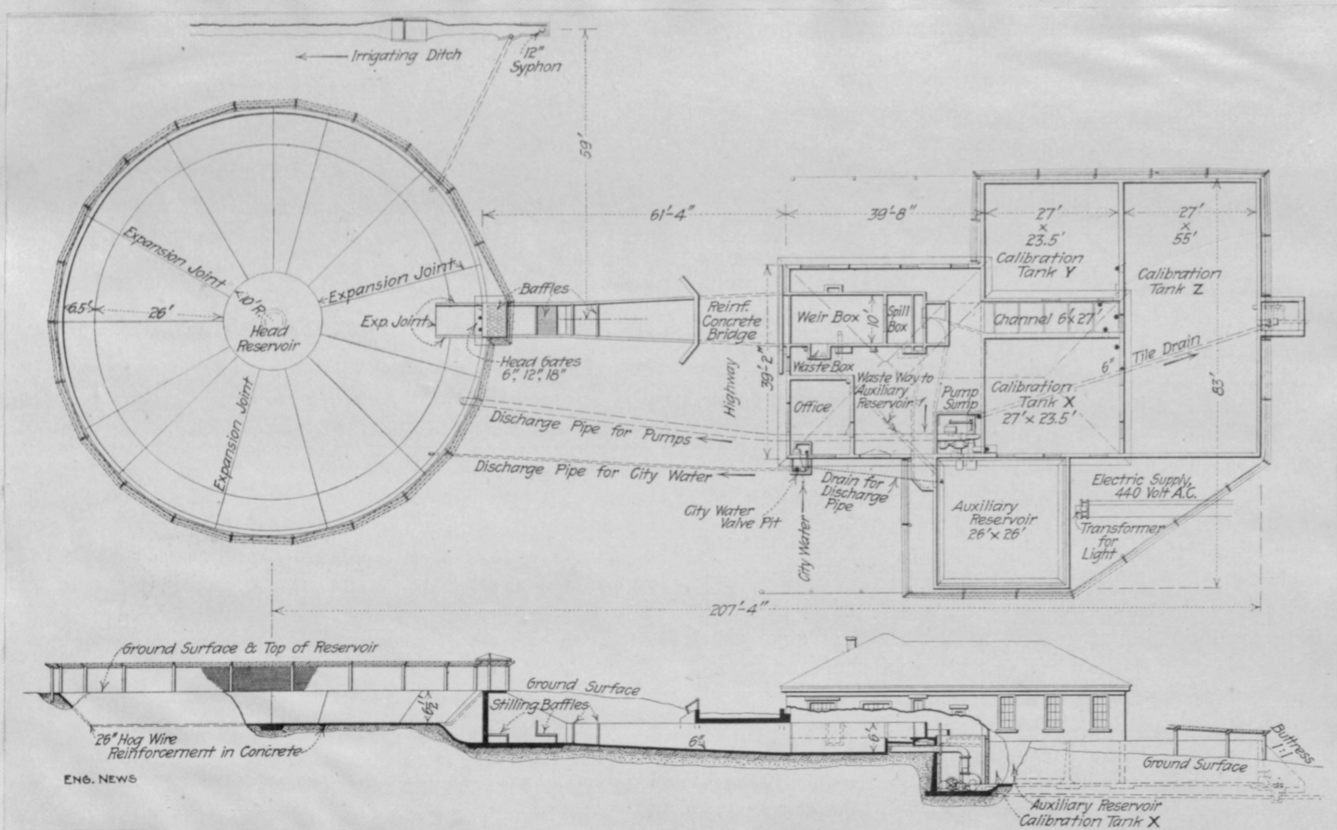 Irrigating Ditch
12"
Syphon
59'
61'-4"
39'-8"
27'
x
23.5'
Calibration
Tank Y
27'
x
55'
Calibration
Tank Z
Expansion Joint
Expansion Joint
Expansion Joint
6.5'
26'
10'R.
Head
Reservoir
Exp. Joint
Baffles
Head Gates
6", 12", 18"
Reinf.
Concrete
Bridge
Highway
39'-2"
Weir Box
10'
Spill
Box
Channel 6'x 27'
Waste Box
Office
Waste Way to
Auxiliary
Reservoir
Pump
Sump
Calibration
Tank X
27' x 23.5'
6"
Tile Drain
83'
Discharge Pipe for Pumps
Discharge Pipe for City Water
City Water
Valve Pit
City Water
Drain for
Discharge
Pipe
Auxiliary
Reservoir
26' x 26'
Electric Supply,
440 Volt A.C.
Transformer
for
Light
207'-4"
Ground Surface & Top of Reservoir
Ground Surface
Stilling Baffles
26" Hog Wire
Reinforcement in Concrete
6"
6'
Buttress
1:1
Ground Surface
Auxiliary Reservoir
Calibration Tank X
ENG. NEWS